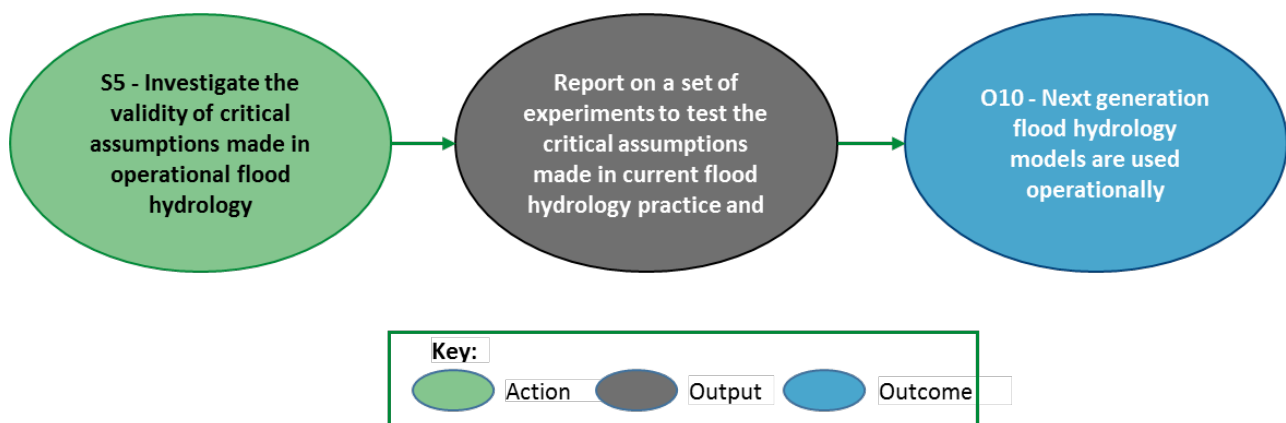 S5 - Investigate the
validity of critical
assumptions made in
operational flood
hydrology
Report on a set of
experiments to test the
critical assumptions
made in current flood
hydrology practice and
O10 - Next generation
flood hydrology
models are used
operationally
Key:
Action
Output
Outcome